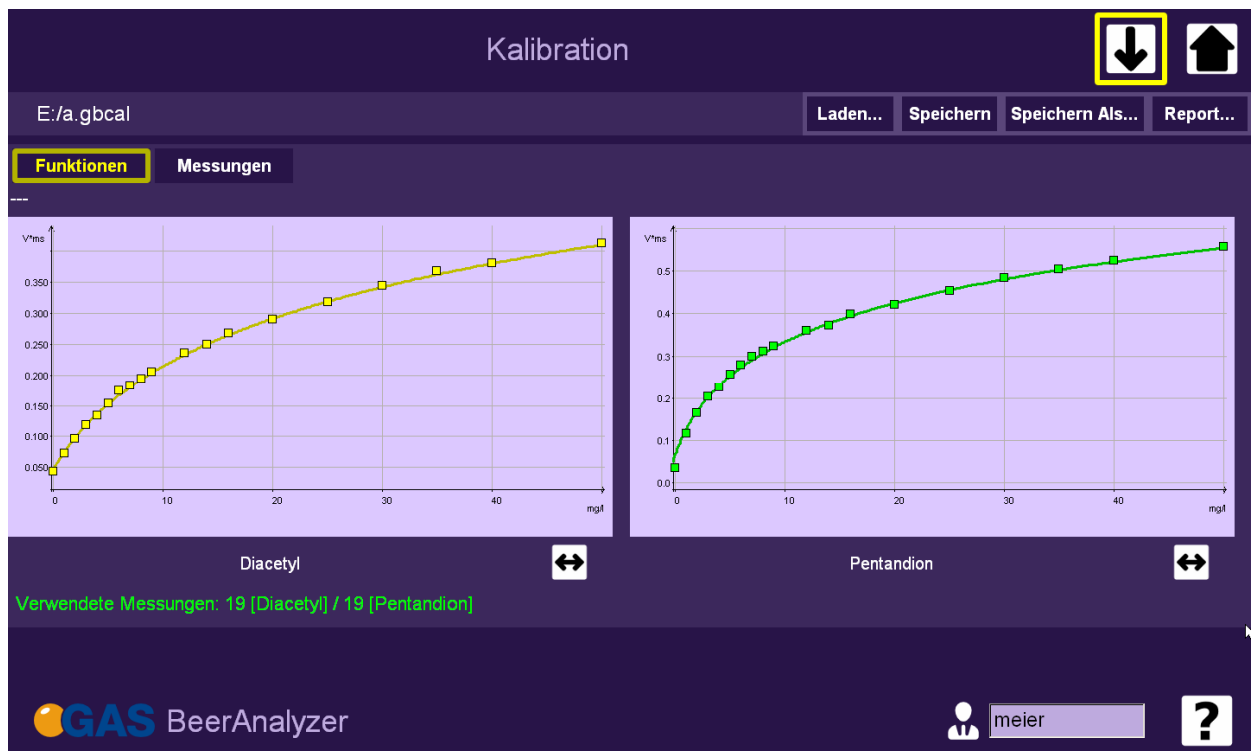 Kalibration
E:/a.gbcal
Laden... Speichern Speichern Als... Report...
Funktionen Messungen
---
V*ms
0.350
0.300
0.250
0.200
0.150
0.100
0.050
0 10 20 30 40
mg/l
V*ms
0.5
0.4
0.3
0.2
0.1
0.0
0 10 20 30 40
mg/l
Diacetyl
Pentandion
Verwendete Messungen: 19 [Diacetyl] / 19 [Pentandion]
GAS BeerAnalyzer
meier
?